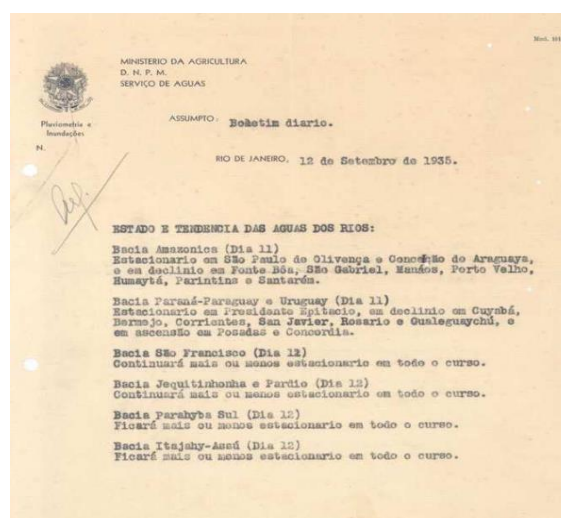 Mod. 101
MINISTERIO DA AGRICULTURA
D. N. P. M.
SERVIÇO DE AGUAS
Pluviometria e
Inundações
N.
ASSUMPTO: Boletim diario.
RIO DE JANEIRO, 12 de Setembro de 1935.
ESTADO E TENDENCIA DAS AGUAS DOS RIOS:
Bacia Amazonica (Dia 11)
Estacionario em São Paulo de Olivença e Conceição do Araguaya,
e em declinio em Fonte Bôa, São Gabriel, Manáos, Porto Velho,
Humaytá, Parintins e Santarém.
Bacia Paraná-Paraguay e Uruguay (Dia 11)
Estacionario em Presidente Epitacio, em declinio em Cuyabá,
Bermejo, Corrientes, San Javier, Rosario e Gualeguaychú, e
em ascensão em Posadas e Concordia.
Bacia São Francisco (Dia 12)
Continuará mais ou menos estacionario em todo o curso.
Bacia Jequitinhonha e Pardio (Dia 12)
Continuará mais ou menos estacionario em todo o curso.
Bacia Parahyba Sul (Dia 12)
Ficará mais ou menos estacionario em todo o curso.
Bacia Itajahy-Assú (Dia 12)
Ficará mais ou menos estacionario em todo o curso.